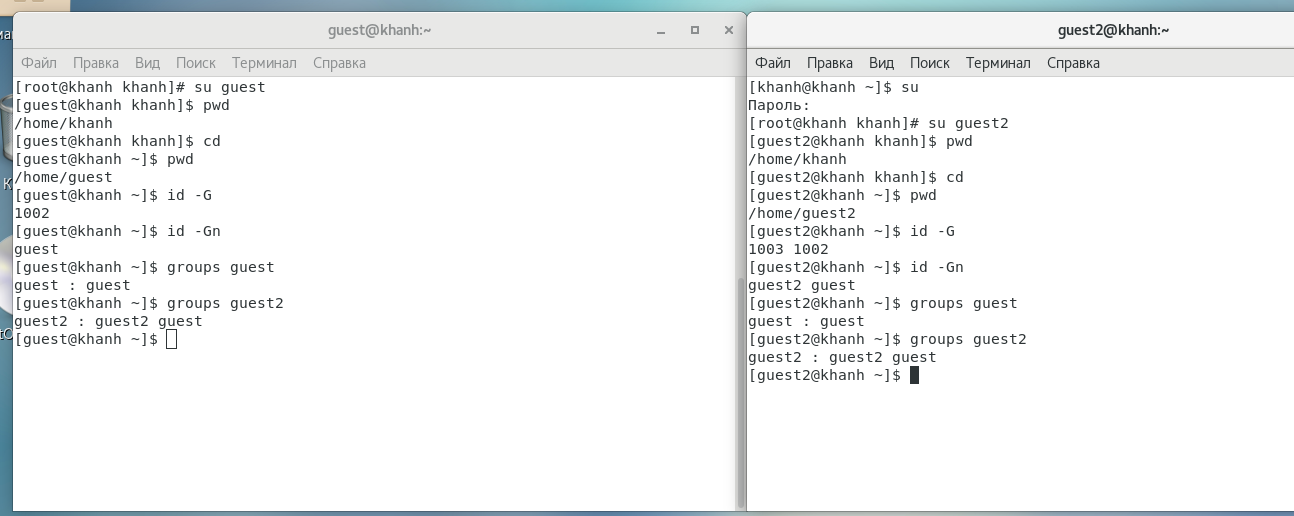 guest@khanh:~
Файл Правка Вид Поиск Терминал Справка
[root@khanh khanh]# su guest
[guest@khanh khanh]$ pwd
/home/khanh
[guest@khanh khanh]$ cd
[guest@khanh ~]$ pwd
/home/guest
[guest@khanh ~]$ id -G
1002
[guest@khanh ~]$ id -Gn
guest
[guest@khanh ~]$ groups guest
guest : guest
[guest@khanh ~]$ groups guest2
guest2 : guest2 guest
[guest@khanh ~]$
guest2@khanh:~
Файл Правка Вид Поиск Терминал Справка
[khanh@khanh ~]$ su
Пароль:
[root@khanh khanh]# su guest2
[guest2@khanh khanh]$ pwd
/home/khanh
[guest2@khanh khanh]$ cd
[guest2@khanh ~]$ pwd
/home/guest2
[guest2@khanh ~]$ id -G
1003 1002
[guest2@khanh ~]$ id -Gn
guest2 guest
[guest2@khanh ~]$ groups guest
guest : guest
[guest2@khanh ~]$ groups guest2
guest2 : guest2 guest
[guest2@khanh ~]$